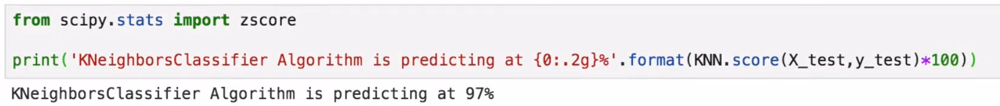 from scipy.stats import zscore
print('KNeighborsClassifier Algorithm is predicting at {0:.2g}%'.format(KNN.score(X_test,y_test)*100))
KNeighborsClassifier Algorithm is predicting at 97%